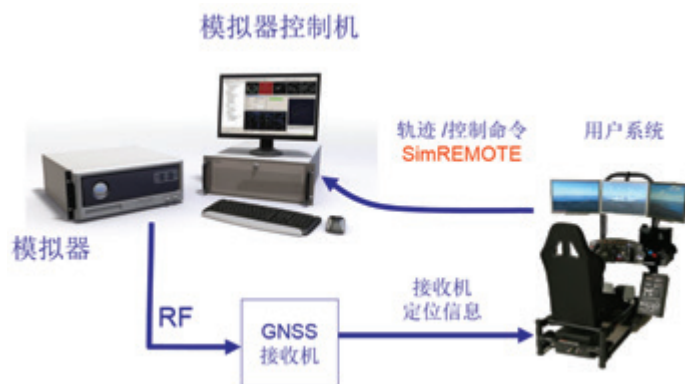 模拟器控制机
轨迹 /控制命令
SimREMOTE
用户系统
模拟器
RF
GNSS
接收机
接收机
定位信息